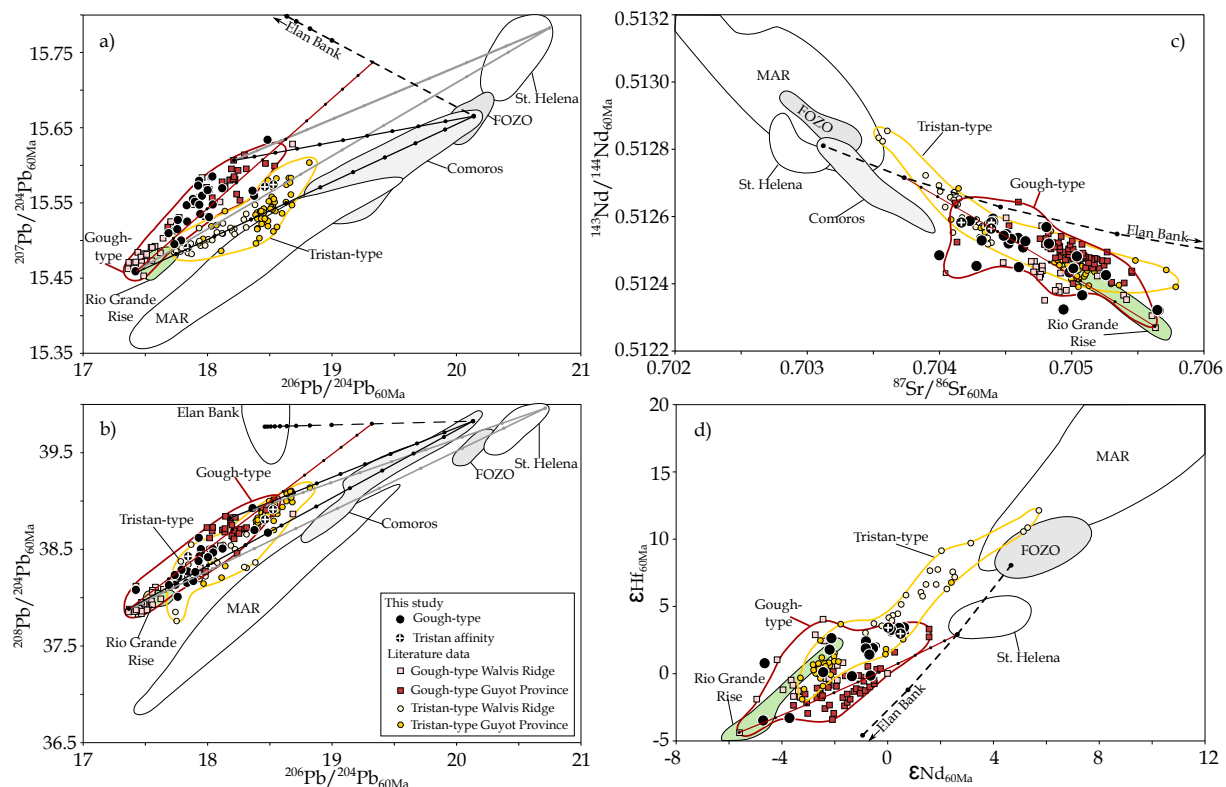 a)
15.75
15.65
15.55
15.45
15.35
207Pb/204Pb60Ma
Elan Bank
St. Helena
FOZO
Comoros
Gough-
type
Tristan-type
Rio Grande
Rise
MAR
17
18
19
20
21
206Pb/204Pb60Ma
c)
0.5132
0.5130
0.5128
0.5126
0.5124
0.5122
143Nd/144Nd60Ma
MAR
FOZO
Tristan-type
St. Helena
Gough-type
Comoros
Elan Bank
Rio Grande
Rise
0.702
0.704
0.705
0.706
87Sr/86Sr60Ma
b)
39.5
38.5
37.5
36.5
208Pb/204Pb60Ma
Elan Bank
St. Helena
FOZO
Gough-type
Tristan-type
Comoros
MAR
Rio Grande
Rise
This study
Gough-type
Tristan affinity
Literature data
Gough-type Walvis Ridge
Gough-type Guyot Province
Tristan-type Walvis Ridge
Tristan-type Guyot Province
17
18
19
20
21
206Pb/204Pb60Ma
d)
20
15
10
5
0
-5
εHf60Ma
MAR
FOZO
Tristan-type
Gough-
type
St. Helena
Rio Grande
Rise
Elan Bank
-8
-4
0
4
8
12
εNd60Ma